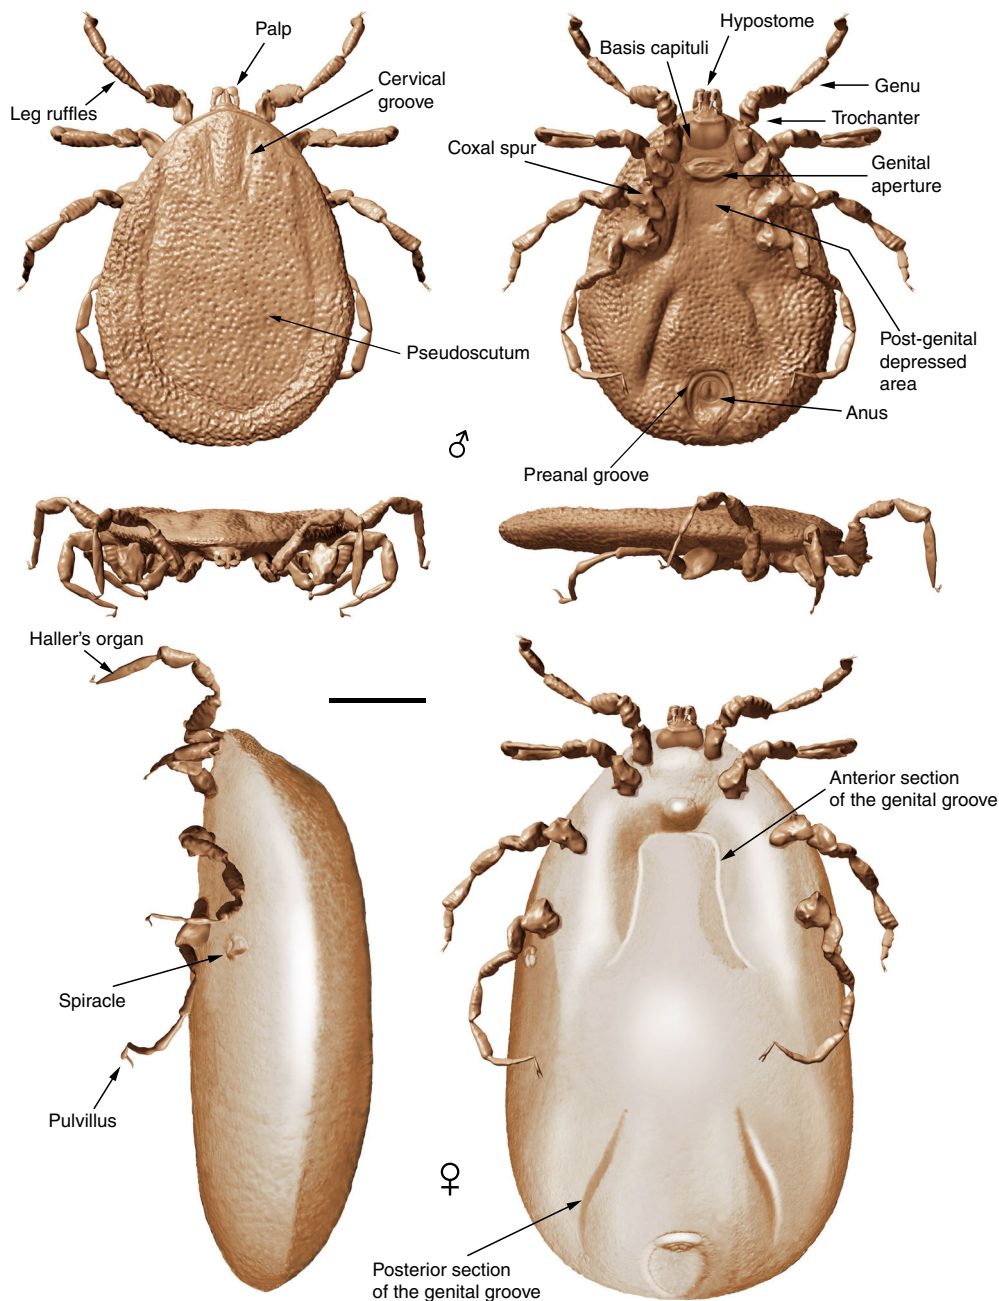 Palp
Hypostome
Basis capituli
Cervical
groove
Leg ruffles
Genu
Trochanter
Coxal spur
Genital
aperture
Pseudoscutum
Post-genital
depressed
area
Anus
♂
Preanal groove
Haller's organ
Anterior section
of the genital groove
Spiracle
Pulvillus
♀
Posterior section
of the genital groove